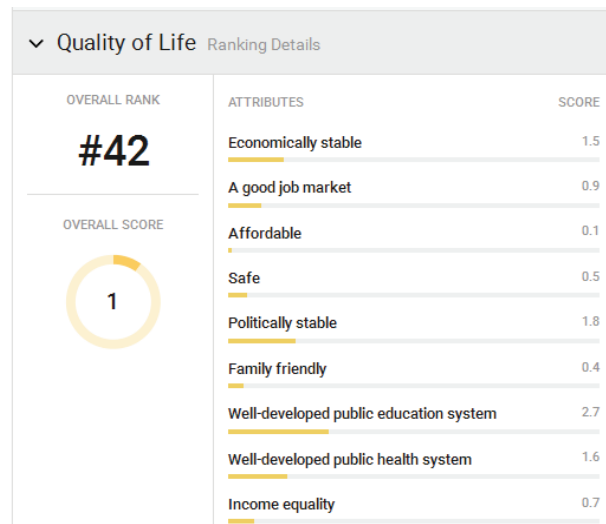 Quality of Life Ranking Details
OVERALL RANK
#42
OVERALL SCORE
1
ATTRIBUTES SCORE
Economically stable 1.5
A good job market 0.9
Affordable 0.1
Safe 0.5
Politically stable 1.8
Family friendly 0.4
Well-developed public education system 2.7
Well-developed public health system 1.6
Income equality 0.7